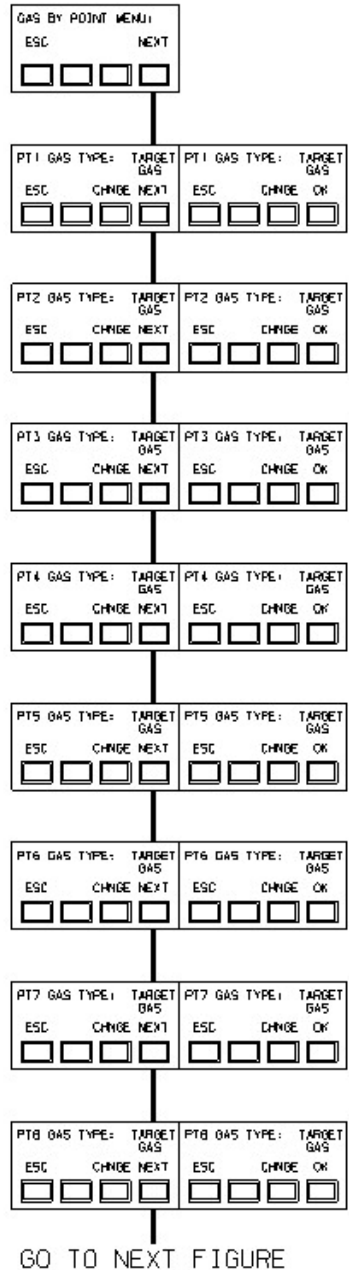 GAS BY POINT MENU:
ESC NEXT
PT1 GAS TYPE: TARGET GAS
ESC CHNGE NEXT
PT1 GAS TYPE: TARGET GAS
ESC CHNGE OK
PT2 GAS TYPE: TARGET GAS
ESC CHNGE NEXT
PT2 GAS TYPE: TARGET GAS
ESC CHNGE OK
PT3 GAS TYPE: TARGET GAS
ESC CHNGE NEXT
PT3 GAS TYPE: TARGET GAS
ESC CHNGE OK
PT4 GAS TYPE: TARGET GAS
ESC CHNGE NEXT
PT4 GAS TYPE: TARGET GAS
ESC CHNGE OK
PT5 GAS TYPE: TARGET GAS
ESC CHNGE NEXT
PT5 GAS TYPE: TARGET GAS
ESC CHNGE OK
PT6 GAS TYPE: TARGET GAS
ESC CHNGE NEXT
PT6 GAS TYPE: TARGET GAS
ESC CHNGE OK
PT7 GAS TYPE: TARGET GAS
ESC CHNGE NEXT
PT7 GAS TYPE: TARGET GAS
ESC CHNGE OK
PT8 GAS TYPE: TARGET GAS
ESC CHNGE NEXT
PT8 GAS TYPE: TARGET GAS
ESC CHNGE OK
GO TO NEXT FIGURE